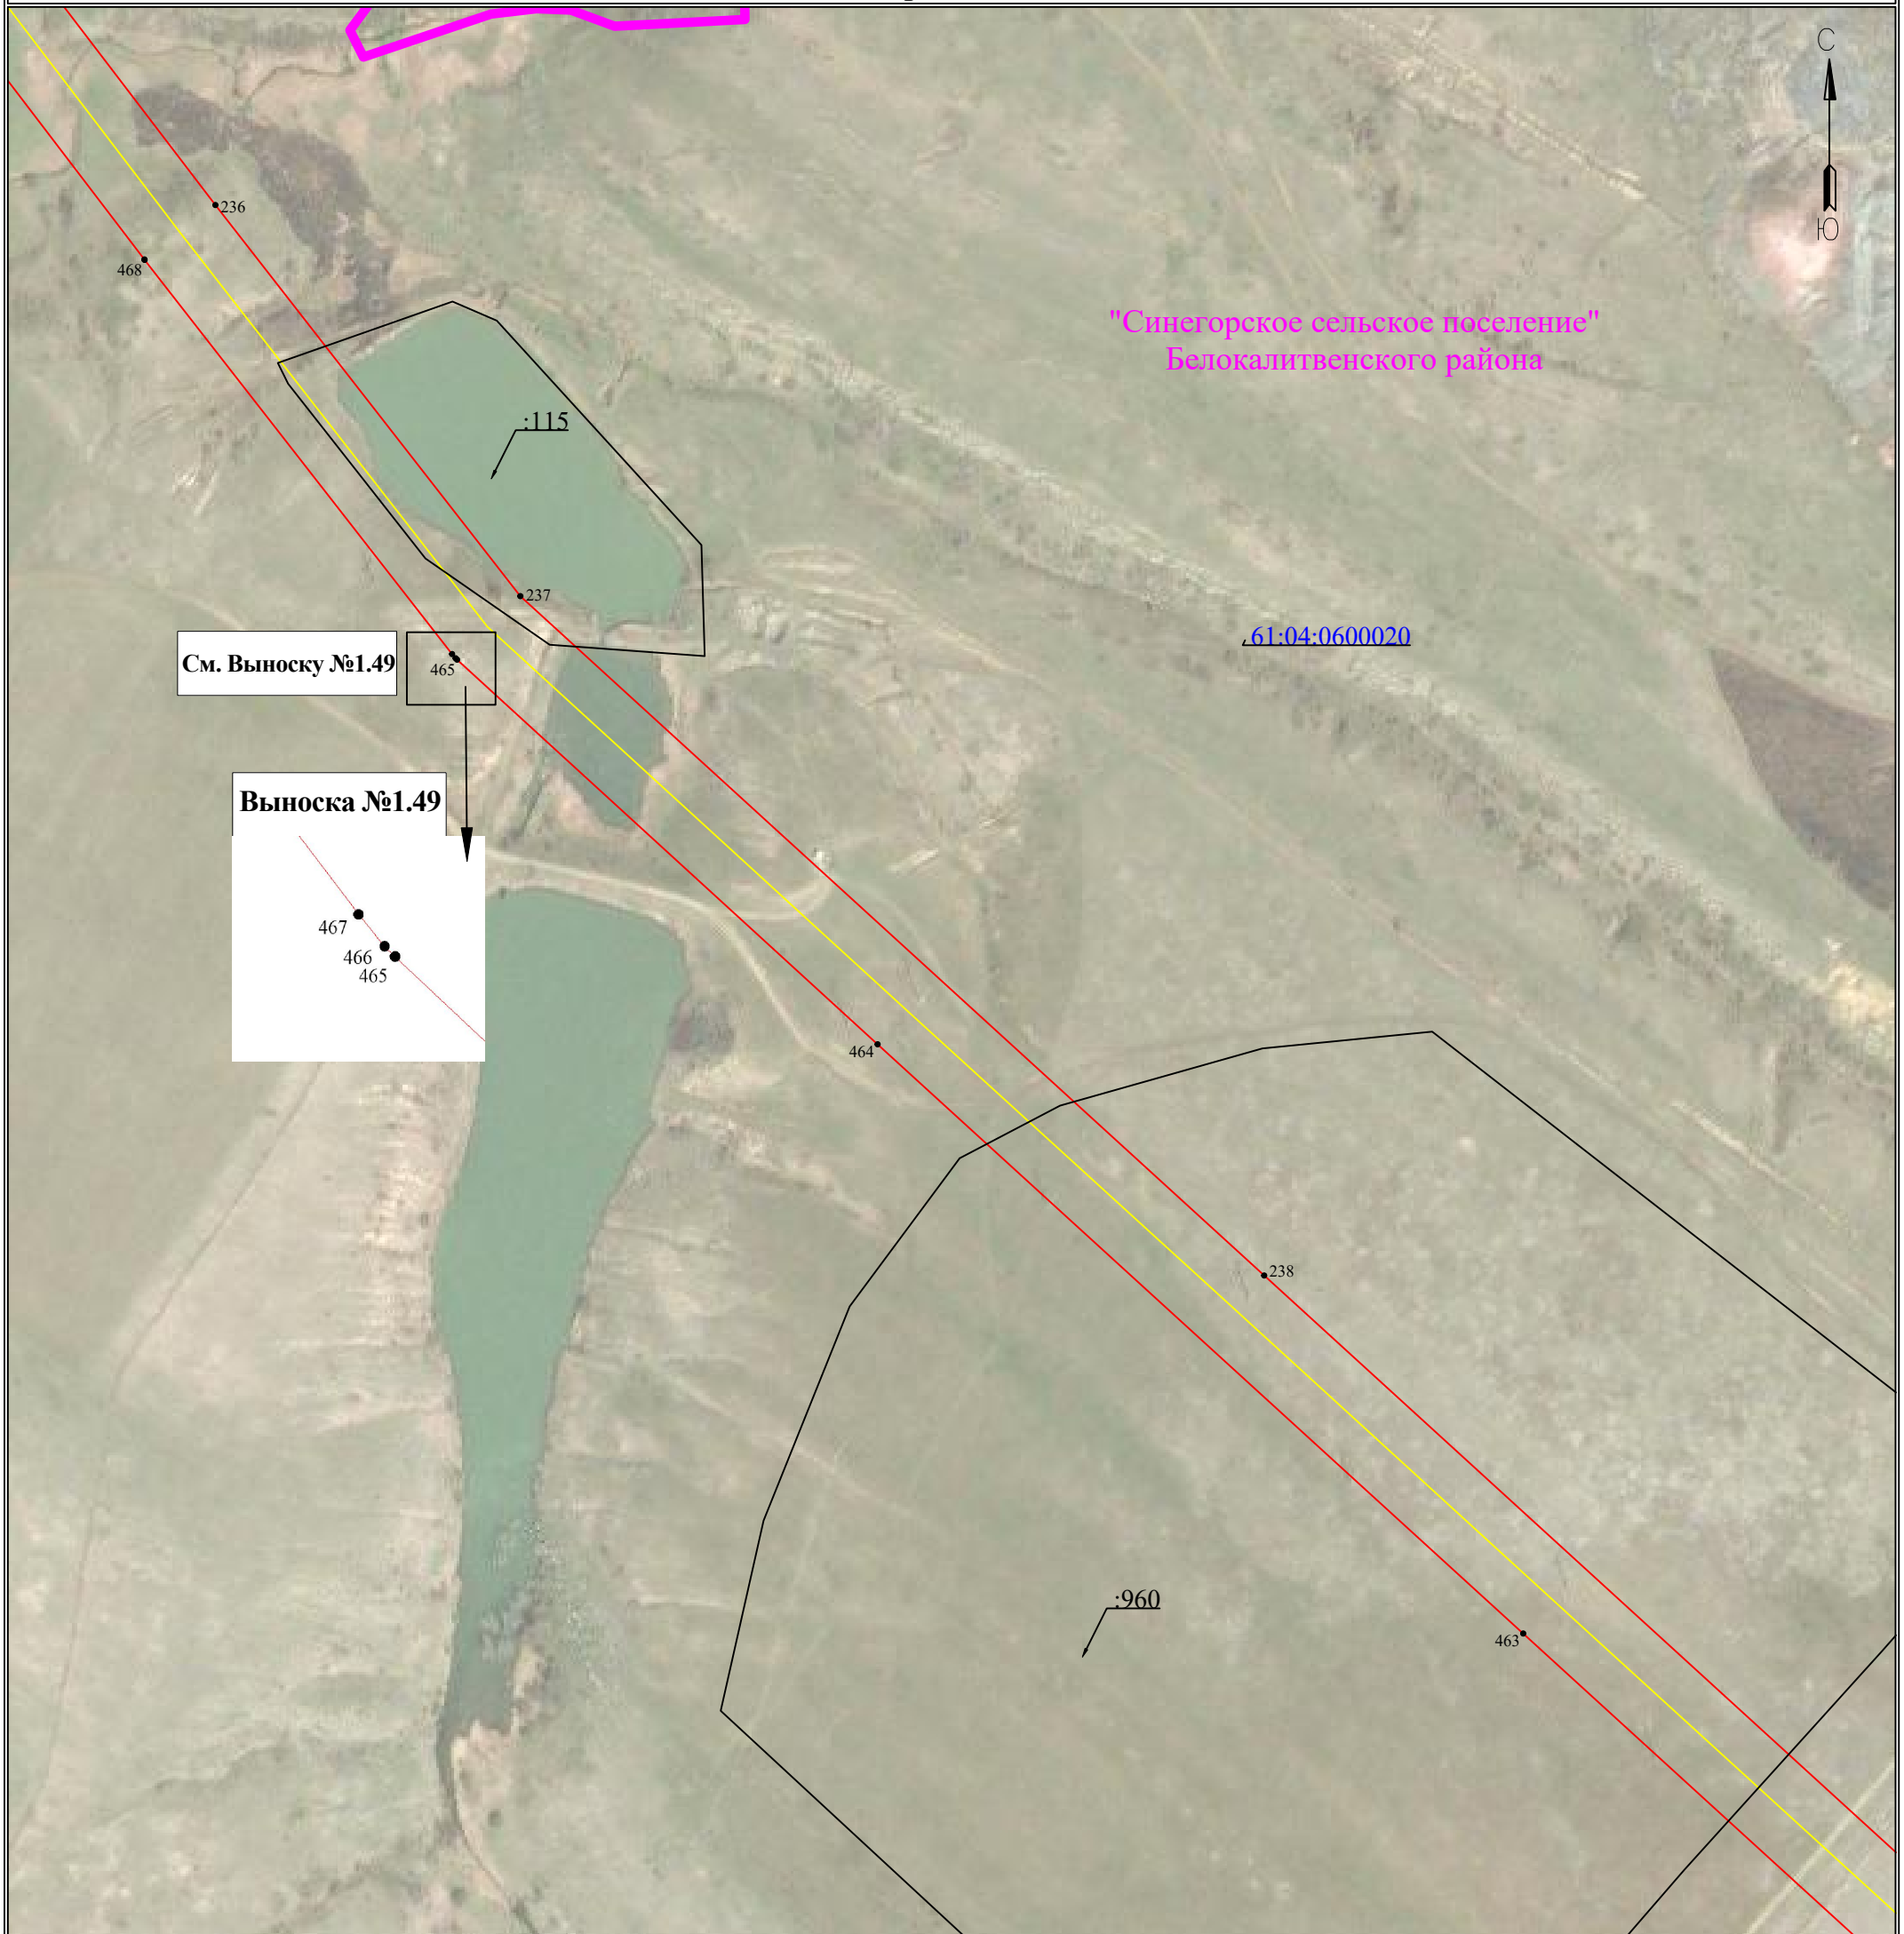 С
Ю
236
468
"Синегорское сельское поселение"
Белокалитвенского района
:115
237
61:04:0600020
См. Выноску №1.49
465
Выноска №1.49
467
466
465
464
238
:960
463